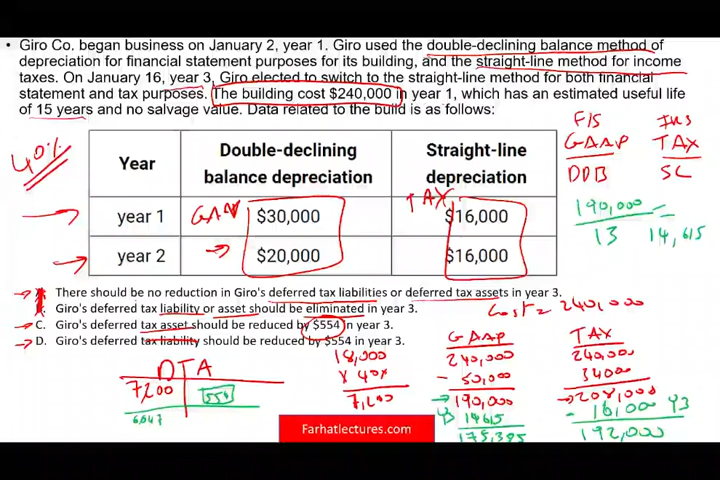 • Giro Co. began business on January 2, year 1. Giro used the double-declining balance method of
depreciation for financial statement purposes for its building, and the straight-line method for income
taxes. On January 16, year 3, Giro elected to switch to the straight-line method for both financial
statement and tax purposes. The building cost $240,000 in year 1, which has an estimated useful life
of 15 years and no salvage value. Data related to the build is as follows:
F/S
GAAP TAX
DDB SL
190,000
13
14,615
40%
Year Double-declining balance depreciation Straight-line depreciation
GAAP TAX
year 1 $30,000 $16,000
year 2 $20,000 $16,000
There should be no reduction in Giro's deferred tax liabilities or deferred tax assets in year 3.
Giro's deferred tax liability or asset should be eliminated in year 3.
C. Giro's deferred tax asset should be reduced by $554 in year 3.
D. Giro's deferred tax liability should be reduced by $554 in year 3.
Cost = 240,000
DTA
7,200 554
18,000
x 40%
7,200
GAAP
240,000
- 50,000
190,000
Y3 14615
175,385
TAX
240,000
208,000
- 16,000 Y3
192,000
Farhatlectures.com